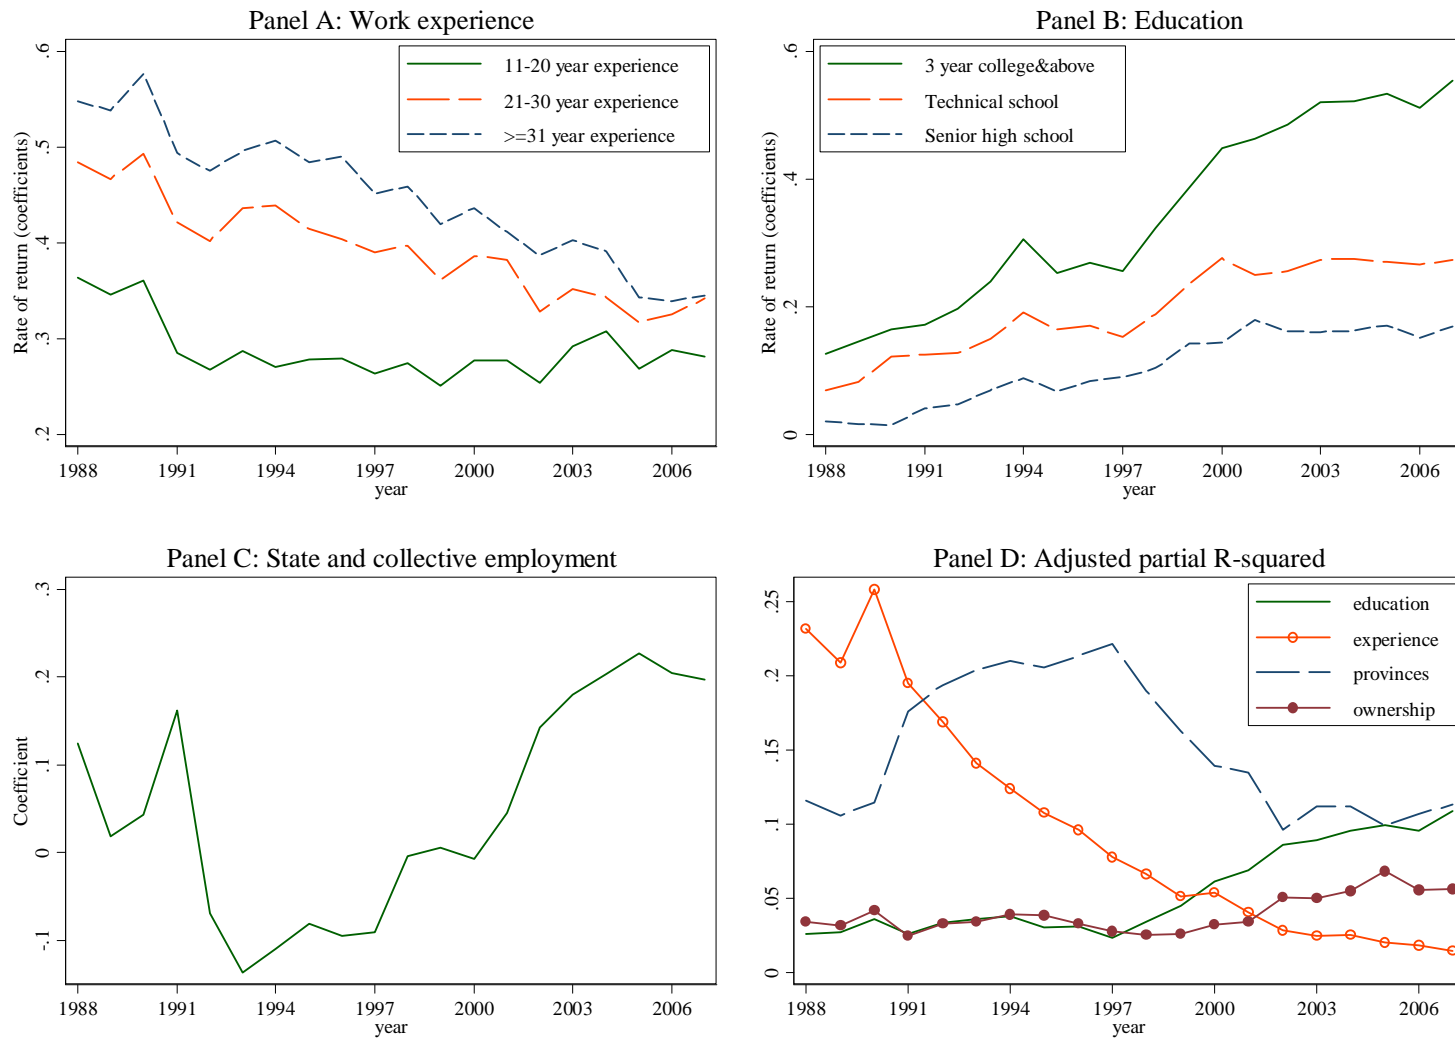 Panel A: Work experience
Rate of return (coefficients)
.6
.5
.4
.3
.2
11-20 year experience
21-30 year experience
>=31 year experience
1988
1991
1994
1997
2000
2003
2006
year
Panel B: Education
Rate of return (coefficients)
.6
.4
.2
0
3 year college&above
Technical school
Senior high school
1988
1991
1994
1997
2000
2003
2006
year
Panel C: State and collective employment
Coefficient
.3
.2
.1
0
-.1
1988
1991
1994
1997
2000
2003
2006
year
Panel D: Adjusted partial R-squared
.25
.2
.15
.1
.05
0
education
experience
provinces
ownership
1988
1991
1994
1997
2000
2003
2006
year